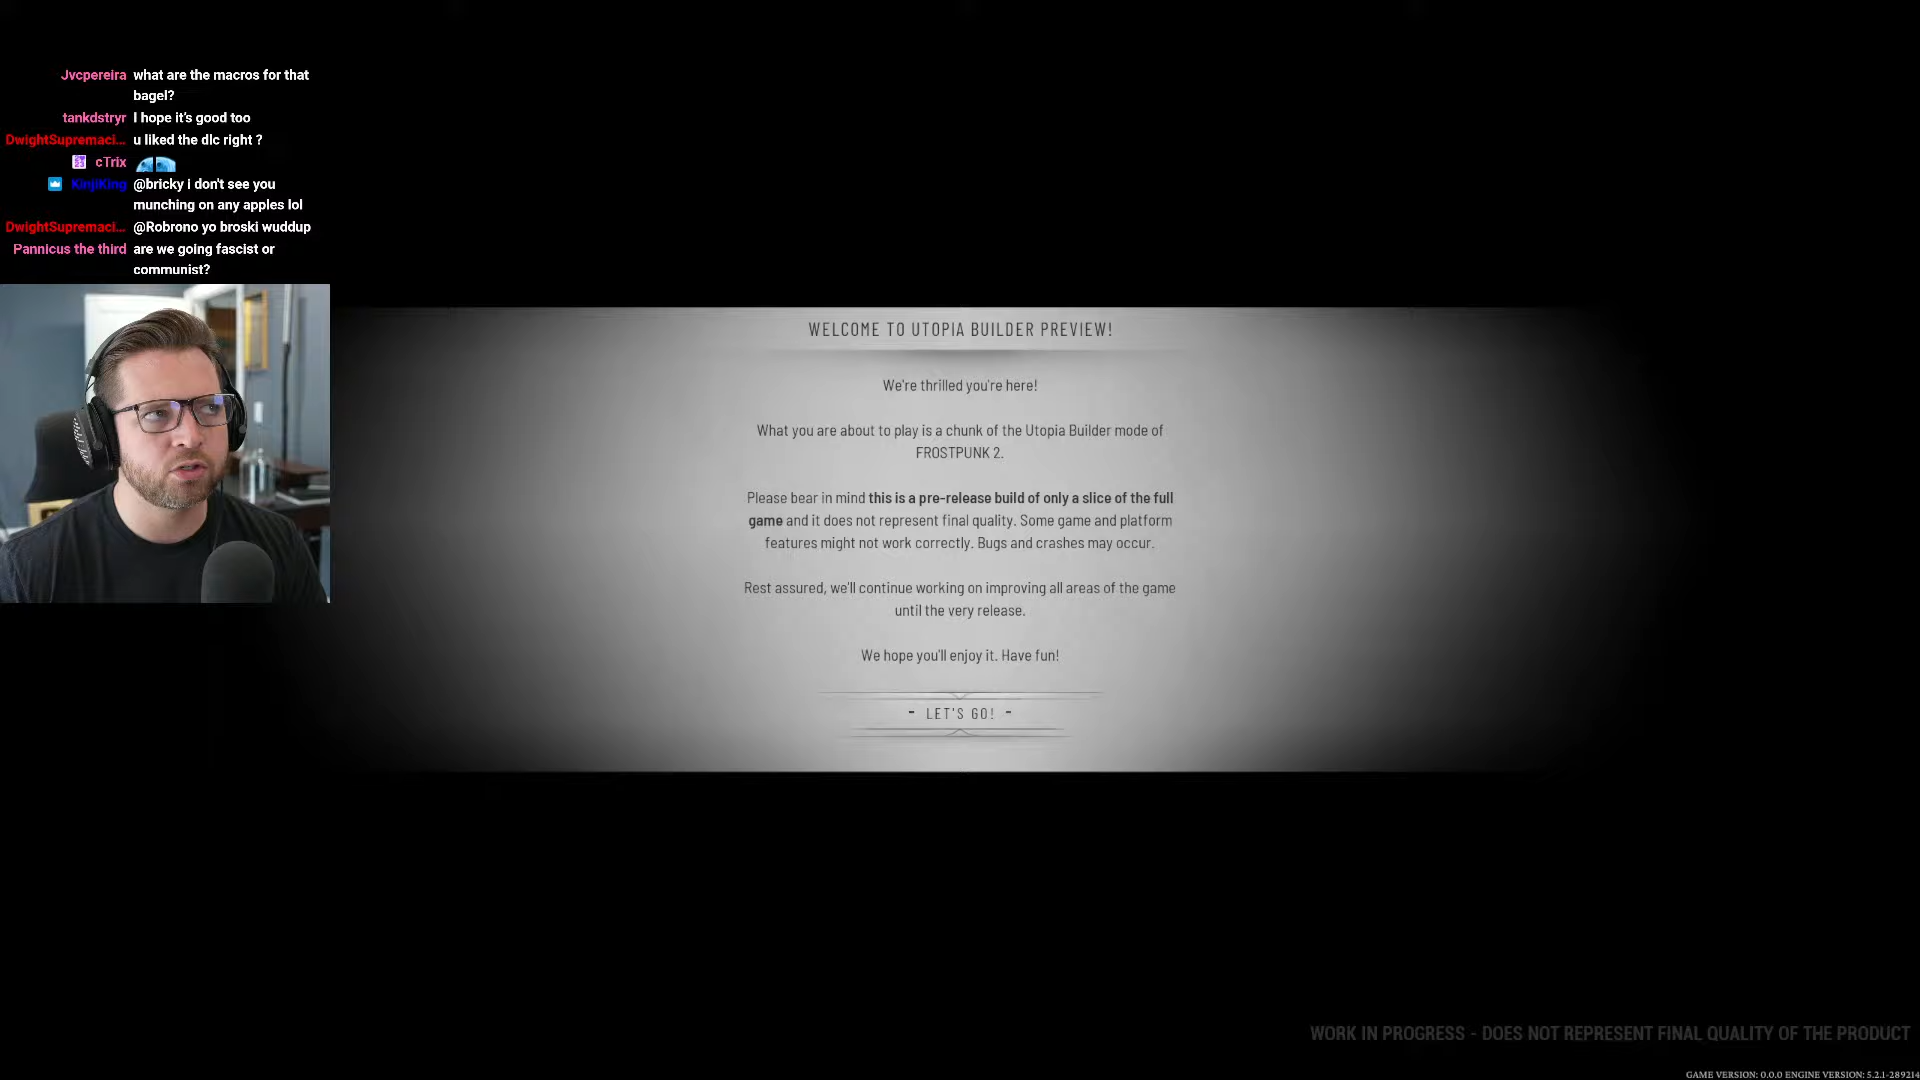 Jvcpereira what are the macros for that
bagel?
tankdstryr I hope it's good too
DwightSupremaci... u liked the dlc right ?
cTrix
KinjiKing @bricky i don't see you
munching on any apples lol
DwightSupremaci... @Robrono yo broski wuddup
Pannicus the third are we going fascist or
communist?
WELCOME TO UTOPIA BUILDER PREVIEW!
We're thrilled you're here!
What you are about to play is a chunk of the Utopia Builder mode of
FROSTPUNK 2.
Please bear in mind this is a pre-release build of only a slice of the full
game and it does not represent final quality. Some game and platform
features might not work correctly. Bugs and crashes may occur.
Rest assured, we'll continue working on improving all areas of the game
until the very release.
We hope you'll enjoy it. Have fun!
- LET'S GO! -
WORK IN PROGRESS - DOES NOT REPRESENT FINAL QUALITY OF THE PRODUCT
GAME VERSION: 0.0.0 ENGINE VERSION: 5.2.1-289214